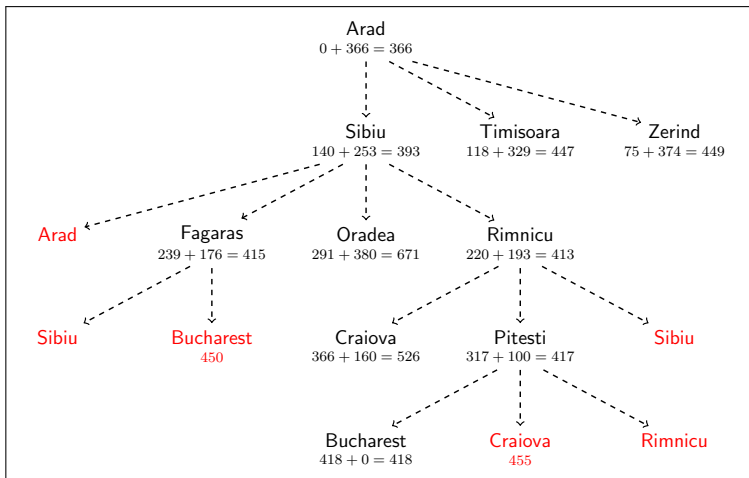 Arad
0 + 366 = 366
Sibiu Timisoara Zerind
140 + 253 = 393 118 + 329 = 447 75 + 374 = 449
Arad Fagaras Oradea Rimnicu
239 + 176 = 415 291 + 380 = 671 220 + 193 = 413
Sibiu Bucharest Craiova Pitesti Sibiu
450 366 + 160 = 526 317 + 100 = 417
Bucharest Craiova Rimnicu
418 + 0 = 418 455